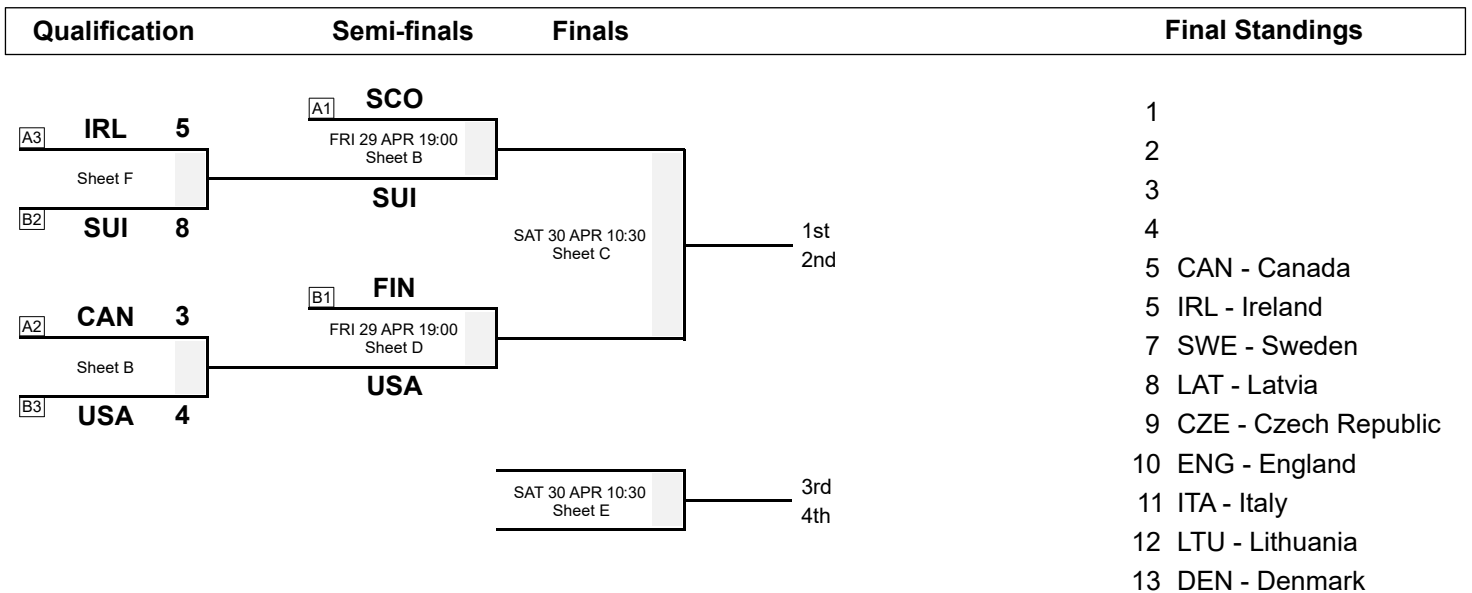 Qualification Semi-finals Finals Final Standings
A1 SCO
A3 IRL 5
FRI 29 APR 19:00
Sheet B
Sheet F
SUI
B2 SUI 8
SAT 30 APR 10:30
Sheet C
1st
2nd
B1 FIN
A2 CAN 3
FRI 29 APR 19:00
Sheet D
Sheet B
USA
B3 USA 4
SAT 30 APR 10:30
Sheet E
3rd
4th
1
2
3
4
5 CAN - Canada
5 IRL - Ireland
7 SWE - Sweden
8 LAT - Latvia
9 CZE - Czech Republic
10 ENG - England
11 ITA - Italy
12 LTU - Lithuania
13 DEN - Denmark